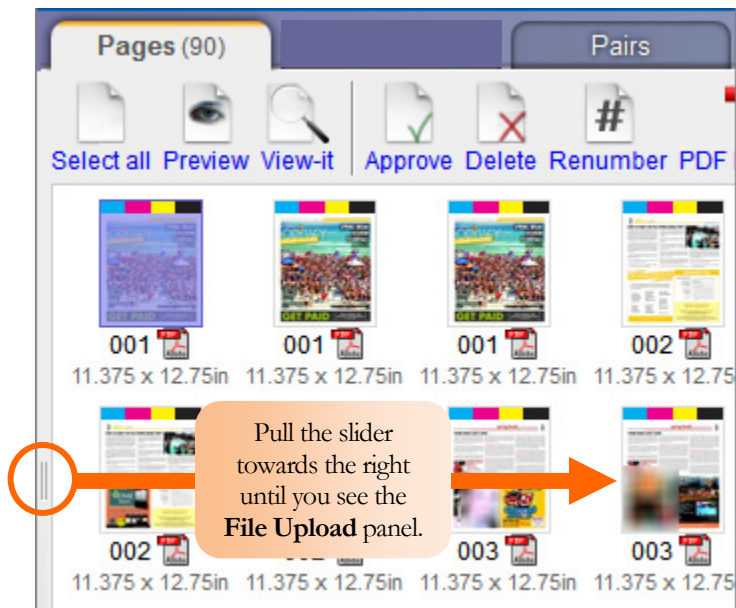 Pages (90)
Pairs
Select all Preview View-it Approve Delete Renumber PDF
#
GET PAID
GET PAID
GET PAID
001 001 001 002
11.375 x 12.75in 11.375 x 12.75in 11.375 x 12.75in 11.375 x 12.75
Pull the slider
towards the right
until you see the
File Upload panel.
002 003 003
11.375 x 12.75in 11.375 x 12.75in 11.375 x 12.75in 11.375 x 12.75